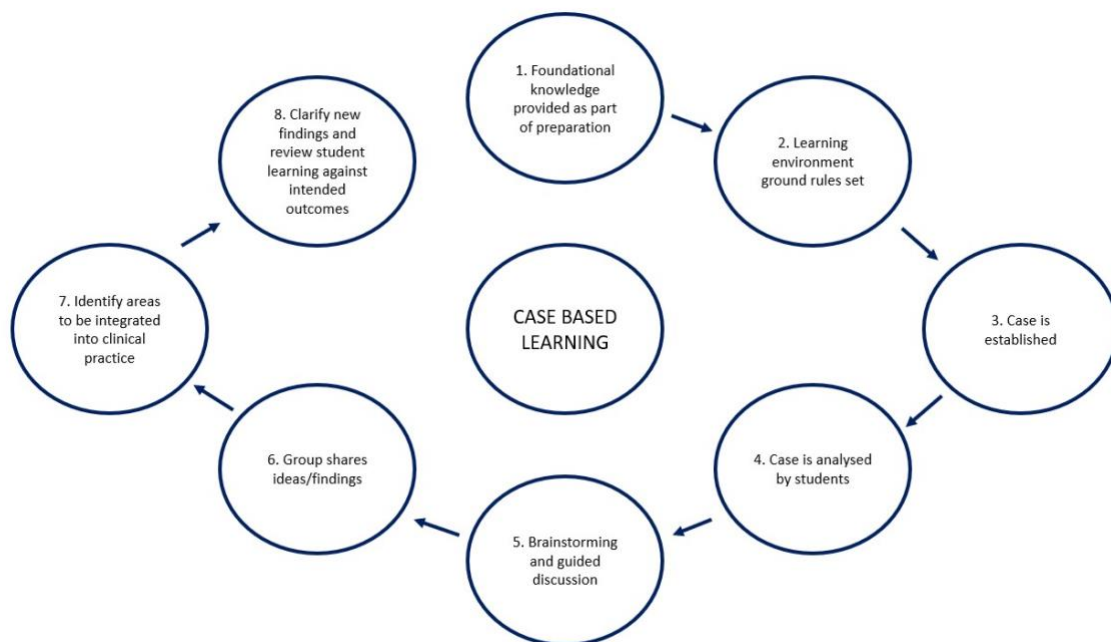 1. Foundational
knowledge
provided as part
of preparation
2. Learning
environment
ground rules set
3. Case is
established
4. Case is analysed
by students
5. Brainstorming
and guided
discussion
6. Group shares
ideas/findings
7. Identify areas
to be integrated
into clinical
practice
8. Clarify new
findings and
review student
learning against
intended
outcomes
CASE BASED
LEARNING